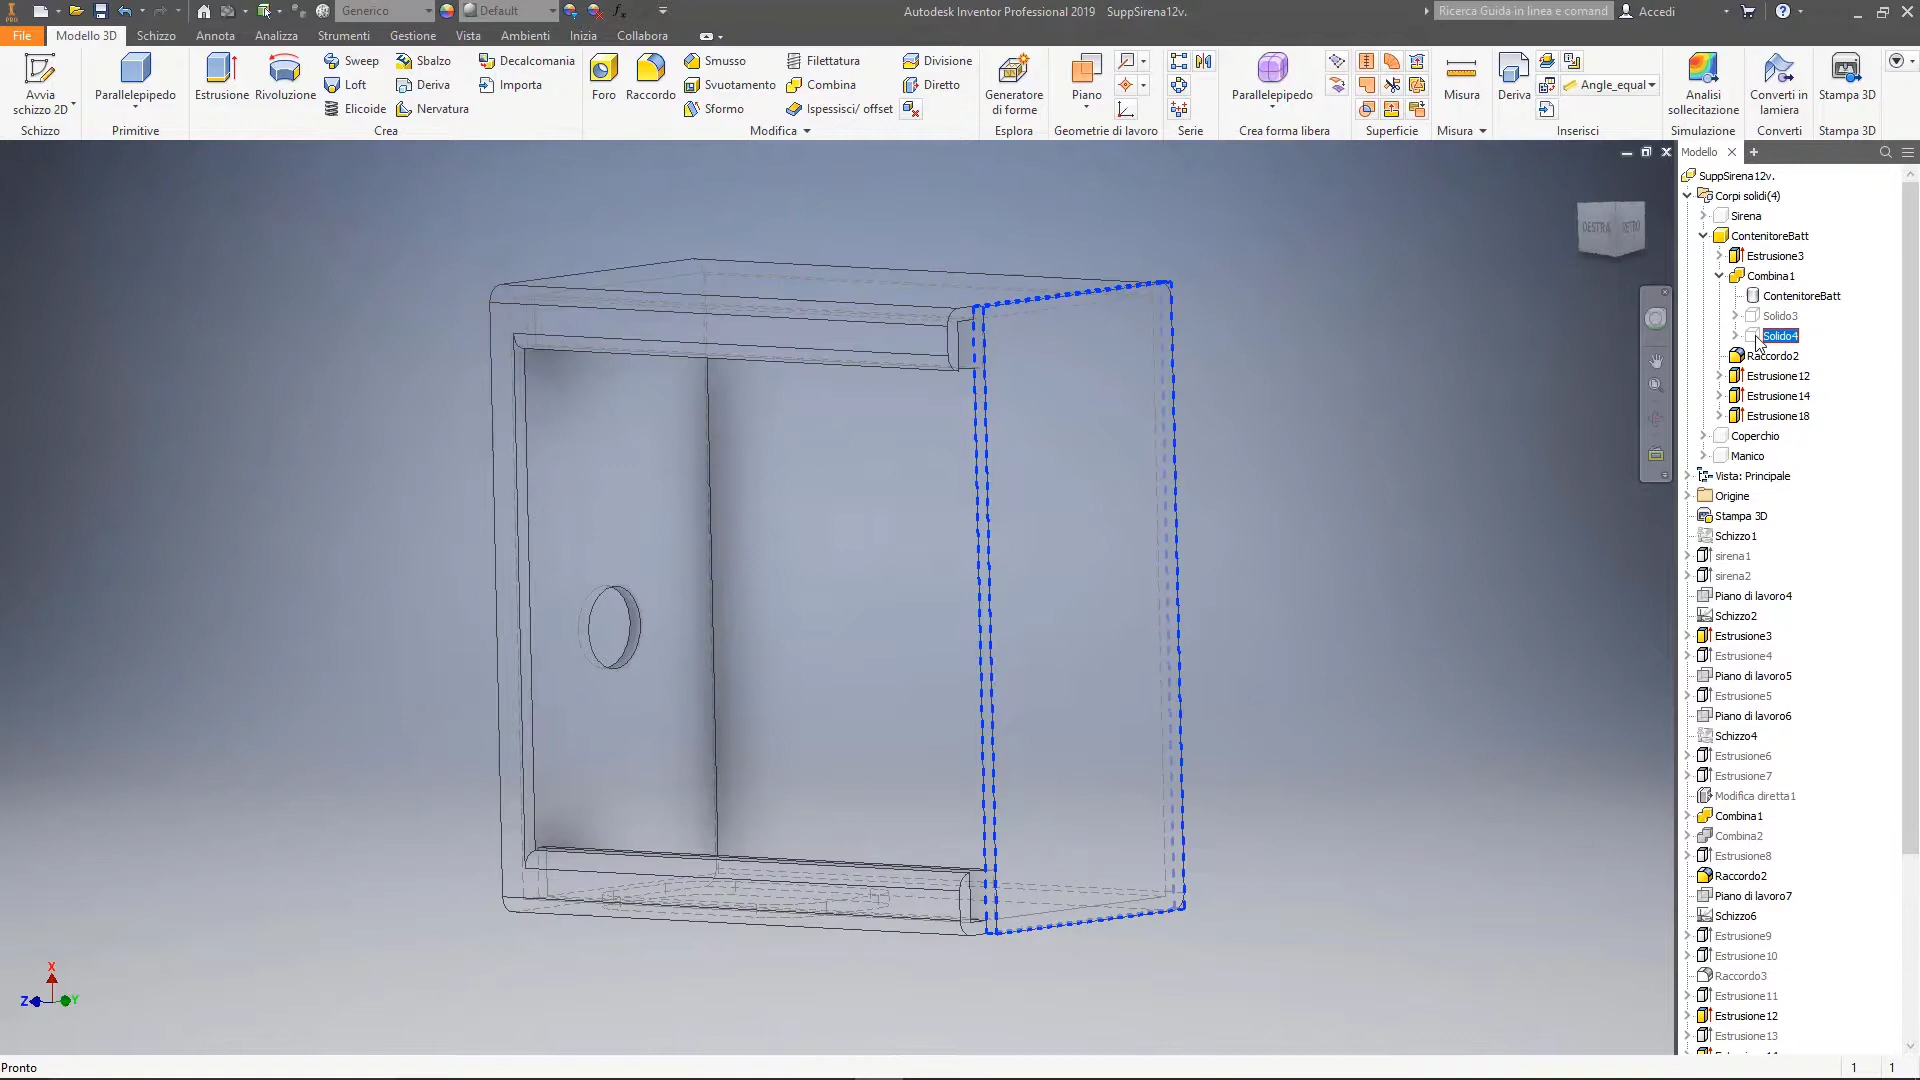 PRO
Generico
Default
fx
Autodesk Inventor Professional 2019 SuppSirena12v.
Ricerca Guida in linea e comand
Accedi
File
Modello 3D
Schizzo
Annota
Analizza
Strumenti
Gestione
Vista
Ambienti
Inizia
Collabora
Avvia
schizzo 2D
Schizzo
Parallelepipedo
Primitive
Estrusione
Rivoluzione
Sweep
Loft
Elicoide
Sbalzo
Deriva
Nervatura
Decalcomania
Importa
Crea
Foro
Raccordo
Smusso
Svuotamento
Sformo
Filettatura
Combina
Ispessisci/ offset
Divisione
Diretto
Modifica
Generatore
di forme
Esplora
Piano
Geometrie di lavoro
Serie
Parallelepipedo
Crea forma libera
Superficie
Misura
Misura
Deriva
Angle_equal
Inserisci
Analisi
sollecitazione
Simulazione
Converti in
lamiera
Converti
Stampa 3D
Stampa 3D
Modello
SuppSirena12v.
Corpi solidi(4)
Sirena
ContenitoreBatt
Estrusione3
Combina1
ContenitoreBatt
Solido3
Solido4
Raccordo2
Estrusione12
Estrusione14
Estrusione18
Coperchio
Manico
Vista: Principale
Origine
Stampa 3D
Schizzo1
sirena1
sirena2
Piano di lavoro4
Schizzo2
Estrusione3
Estrusione4
Piano di lavoro5
Estrusione5
Piano di lavoro6
Schizzo4
Estrusione6
Estrusione7
Modifica diretta1
Combina1
Combina2
Estrusione8
Raccordo2
Piano di lavoro7
Schizzo6
Estrusione9
Estrusione10
Raccordo3
Estrusione11
Estrusione12
Estrusione13
DESTRA
RETRO
X
Z
Y
Pronto
1
1